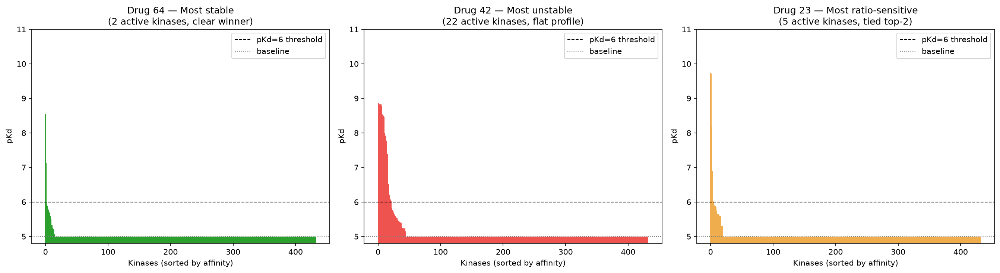 Drug 64 — Most stable
(2 active kinases, clear winner)
11
10
9
8
7
6
5
pKd
0 100 200 300 400
Kinases (sorted by affinity)
pKd=6 threshold
baseline
Drug 42 — Most unstable
(22 active kinases, flat profile)
11
10
9
8
7
6
5
pKd
0 100 200 300 400
Kinases (sorted by affinity)
pKd=6 threshold
baseline
Drug 23 — Most ratio-sensitive
(5 active kinases, tied top-2)
11
10
9
8
7
6
5
pKd
0 100 200 300 400
Kinases (sorted by affinity)
pKd=6 threshold
baseline